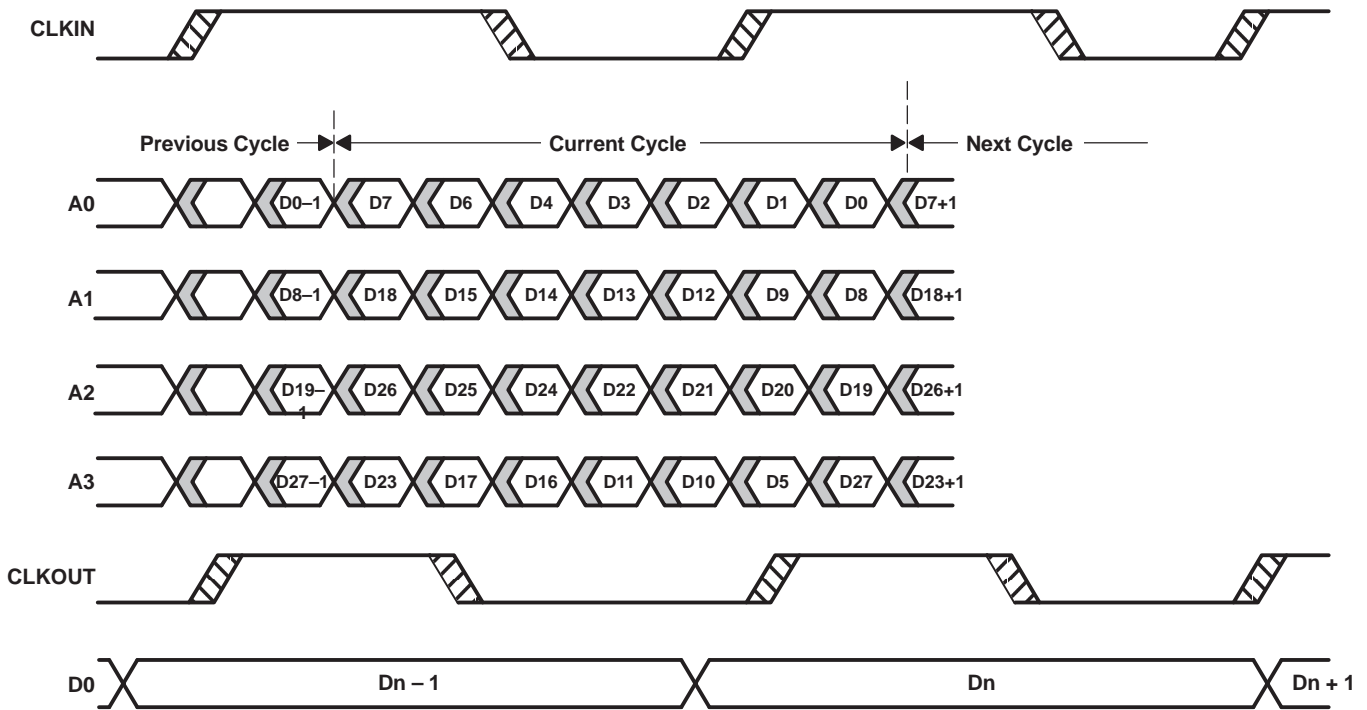 CLKIN
Previous Cycle
Current Cycle
Next Cycle
A0
D0–1
D7
D6
D4
D3
D2
D1
D0
D7+1
A1
D8–1
D18
D15
D14
D13
D12
D9
D8
D18+1
A2
D19–
1
D26
D25
D24
D22
D21
D20
D19
D26+1
A3
D27–1
D23
D17
D16
D11
D10
D5
D27
D23+1
CLKOUT
D0
Dn – 1
Dn
Dn + 1